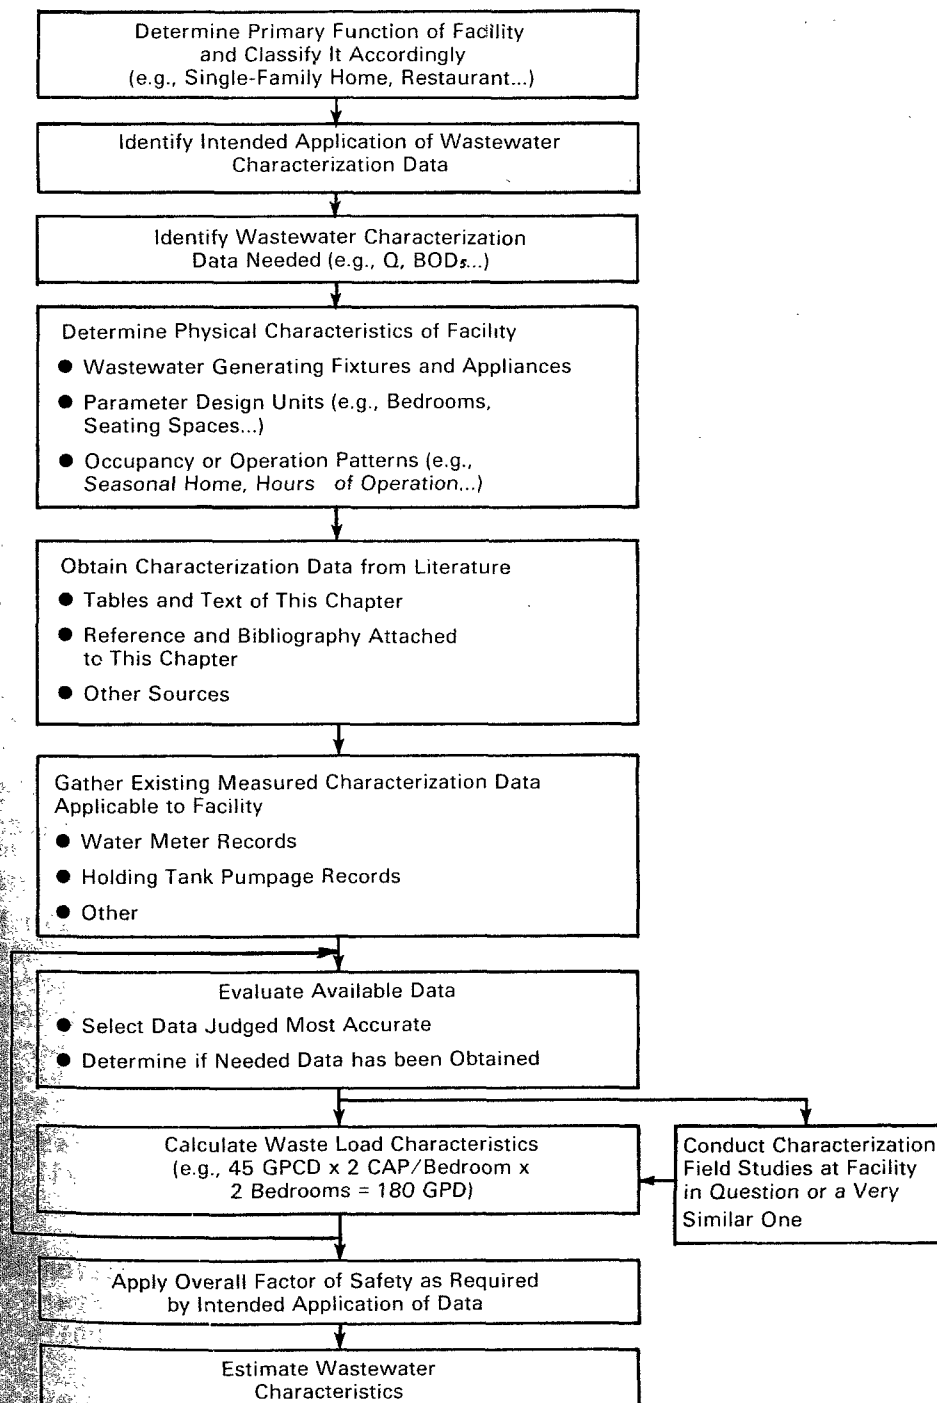 Determine Primary Function of Facility
and Classify It Accordingly
(e.g., Single-Family Home, Restaurant...)
Identify Intended Application of Wastewater
Characterization Data
Identify Wastewater Characterization
Data Needed (e.g., Q, BOD5...)
Determine Physical Characteristics of Facility
● Wastewater Generating Fixtures and Appliances
● Parameter Design Units (e.g., Bedrooms,
Seating Spaces...)
● Occupancy or Operation Patterns (e.g.,
Seasonal Home, Hours of Operation...)
Obtain Characterization Data from Literature
● Tables and Text of This Chapter
● Reference and Bibliography Attached
to This Chapter
● Other Sources
Gather Existing Measured Characterization Data
Applicable to Facility
● Water Meter Records
● Holding Tank Pumpage Records
● Other
Evaluate Available Data
● Select Data Judged Most Accurate
● Determine if Needed Data has been Obtained
Calculate Waste Load Characteristics
(e.g., 45 GPCD x 2 CAP/Bedroom x
2 Bedrooms = 180 GPD)
Conduct Characterization
Field Studies at Facility
in Question or a Very
Similar One
Apply Overall Factor of Safety as Required
by Intended Application of Data
Estimate Wastewater
Characteristics